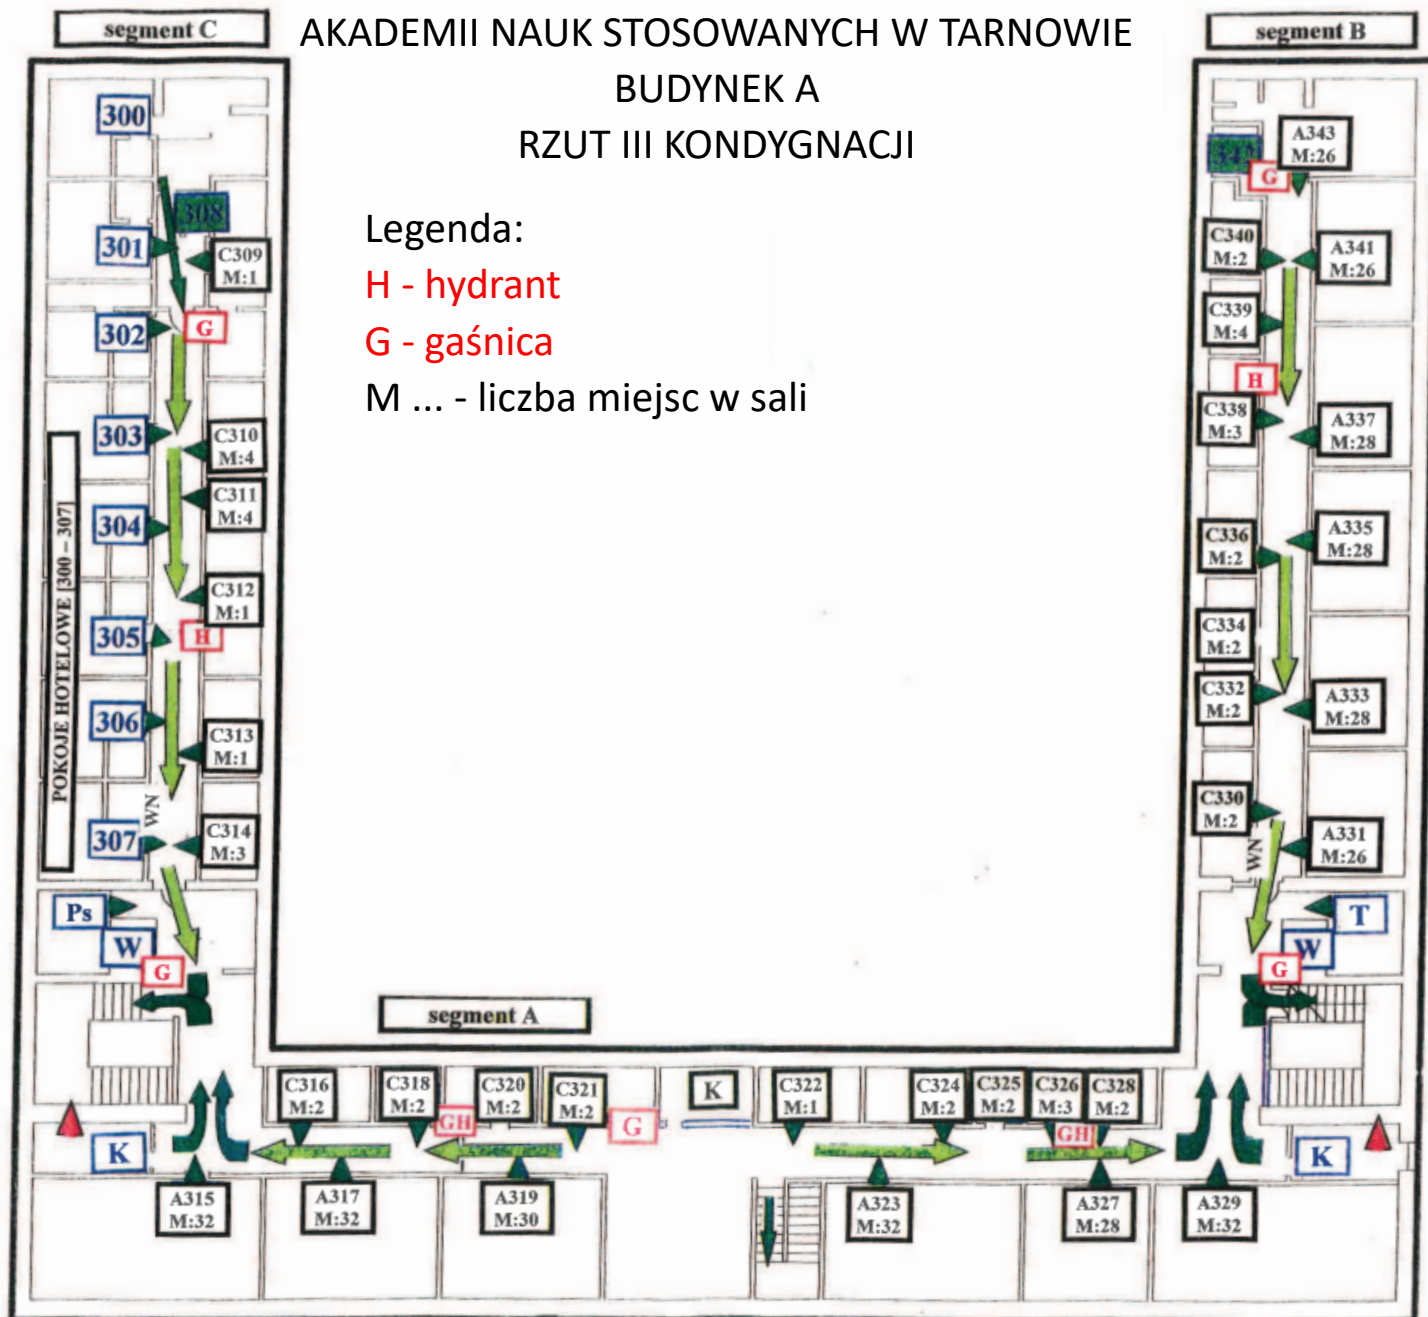 segment C
AKADEMII NAUK STOSOWANYCH W TARNOWIE
segment B
BUDYNEK A
RZUT III KONDYGNACJI
Legenda:
H - hydrant
G - gaśnica
M ... - liczba miejsc w sali
300
308
301
C309
M:1
302
G
303
C310
M:4
C311
M:4
304
C312
M:1
305
H
306
C313
M:1
WN
307
C314
M:3
POKOJE HOTELOWE [300 – 307]
Ps
W
G
A343
M:26
G
C340
M:2
A341
M:26
C339
M:4
H
C338
M:3
A337
M:28
C336
M:2
A335
M:28
C334
M:2
C332
M:2
A333
M:28
C330
M:2
WN
A331
M:26
T
W
G
segment A
C316
M:2
C318
M:2
GH
C320
M:2
C321
M:2
G
K
C322
M:1
C324
M:2
C325
M:2
C326
M:3
GH
C328
M:2
K
K
A315
M:32
A317
M:32
A319
M:30
A323
M:32
A327
M:28
A329
M:32